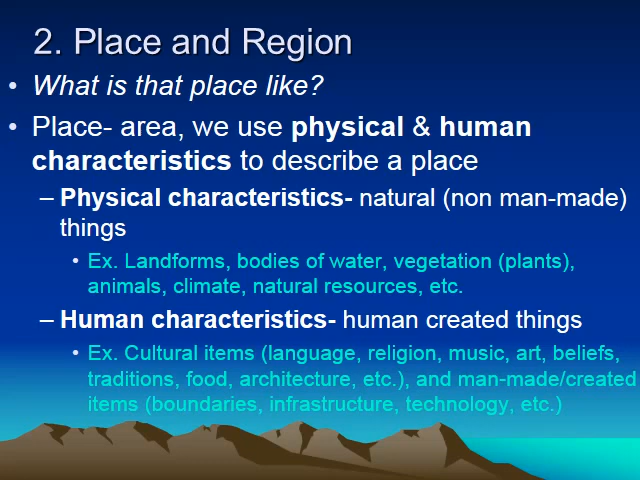 2. Place and Region
• What is that place like?
• Place- area, we use physical & human
characteristics to describe a place
– Physical characteristics- natural (non man-made)
things
• Ex. Landforms, bodies of water, vegetation (plants),
animals, climate, natural resources, etc.
– Human characteristics- human created things
• Ex. Cultural items (language, religion, music, art, beliefs,
traditions, food, architecture, etc.), and man-made/created
items (boundaries, infrastructure, technology, etc.)